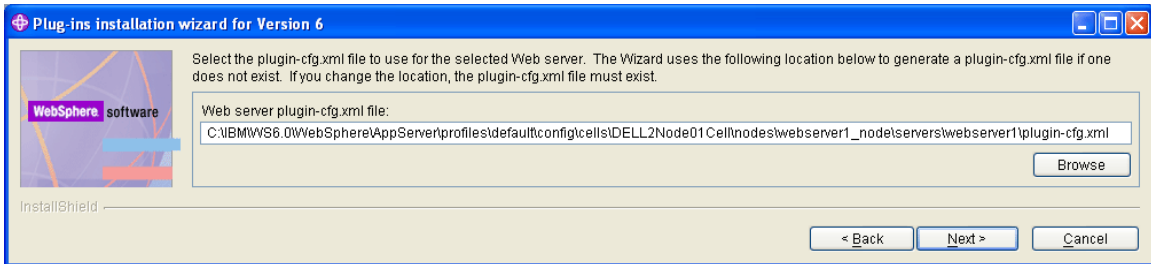 Plug-ins installation wizard for Version 6
Select the plugin-cfg.xml file to use for the selected Web server. The Wizard uses the following location below to generate a plugin-cfg.xml file if one
does not exist. If you change the location, the plugin-cfg.xml file must exist.
WebSphere. software
Web server plugin-cfg.xml file:
C:\IBM\WS6.0\WebSphere\AppServer\profiles\default\config\cells\DELL2Node01Cell\nodes\webserver1_node\servers\webserver1\plugin-cfg.xml
Browse
InstallShield
< Back Next > Cancel